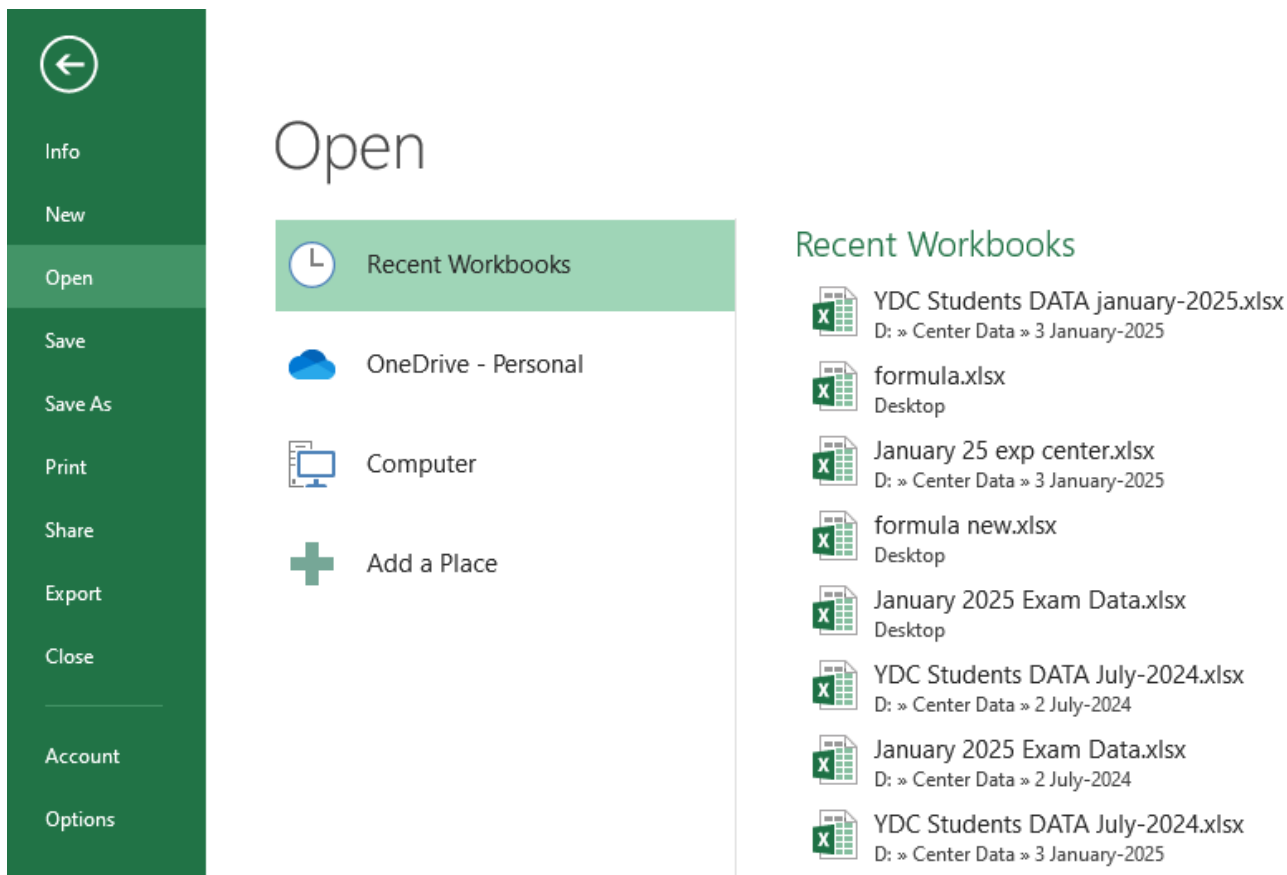 Info
New
Open
Save
Save As
Print
Share
Export
Close
Account
Options
Open
Recent Workbooks
OneDrive - Personal
Computer
Add a Place
Recent Workbooks
YDC Students DATA january-2025.xlsx
D: » Center Data » 3 January-2025
formula.xlsx
Desktop
January 25 exp center.xlsx
D: » Center Data » 3 January-2025
formula new.xlsx
Desktop
January 2025 Exam Data.xlsx
Desktop
YDC Students DATA July-2024.xlsx
D: » Center Data » 2 July-2024
January 2025 Exam Data.xlsx
D: » Center Data » 2 July-2024
YDC Students DATA July-2024.xlsx
D: » Center Data » 3 January-2025